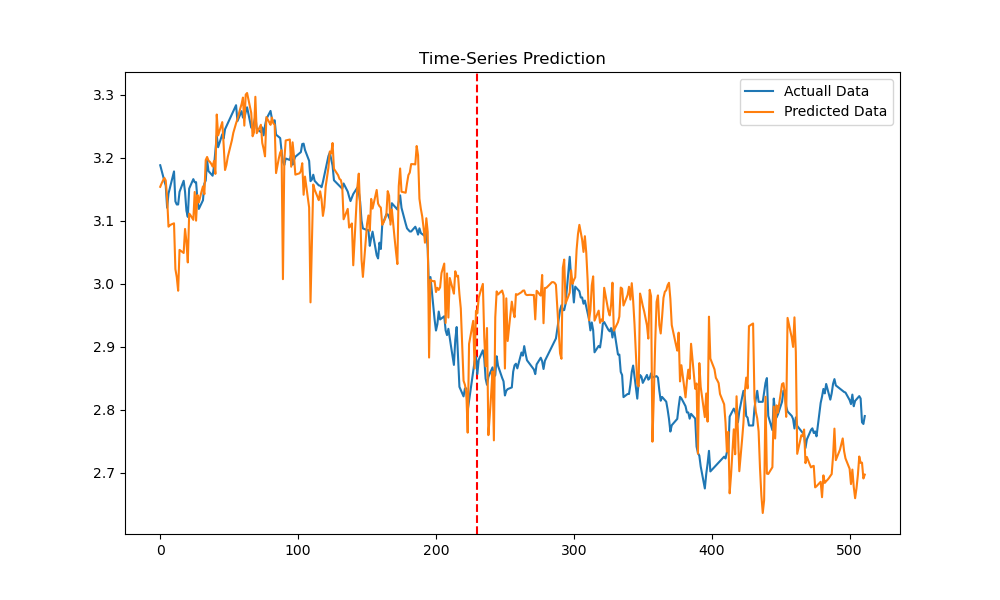 Time-Series Prediction
Actuall Data
Predicted Data
3.3
3.2
3.1
3.0
2.9
2.8
2.7
0 100 200 300 400 500